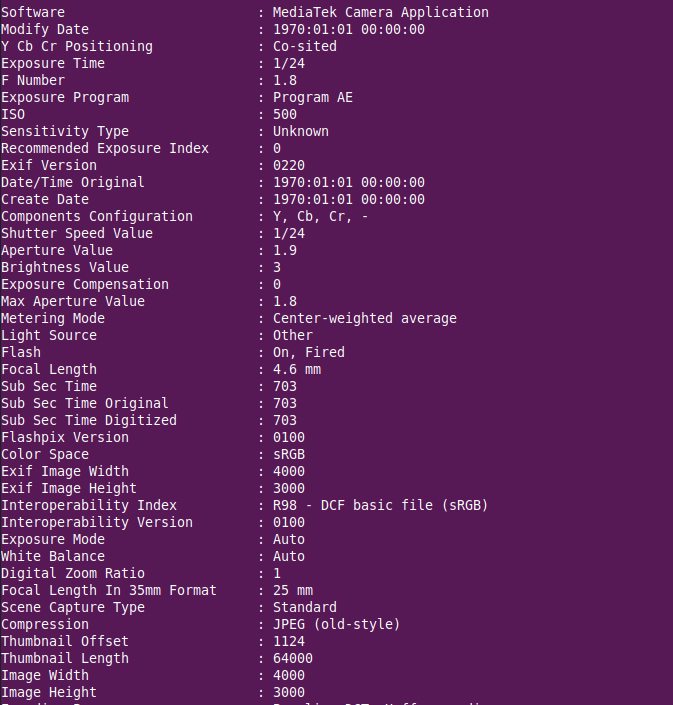 Software : MediaTek Camera Application
Modify Date : 1970:01:01 00:00:00
Y Cb Cr Positioning : Co-sited
Exposure Time : 1/24
F Number : 1.8
Exposure Program : Program AE
ISO : 500
Sensitivity Type : Unknown
Recommended Exposure Index : 0
Exif Version : 0220
Date/Time Original : 1970:01:01 00:00:00
Create Date : 1970:01:01 00:00:00
Components Configuration : Y, Cb, Cr, -
Shutter Speed Value : 1/24
Aperture Value : 1.9
Brightness Value : 3
Exposure Compensation : 0
Max Aperture Value : 1.8
Metering Mode : Center-weighted average
Light Source : Other
Flash : On, Fired
Focal Length : 4.6 mm
Sub Sec Time : 703
Sub Sec Time Original : 703
Sub Sec Time Digitized : 703
Flashpix Version : 0100
Color Space : sRGB
Exif Image Width : 4000
Exif Image Height : 3000
Interoperability Index : R98 - DCF basic file (sRGB)
Interoperability Version : 0100
Exposure Mode : Auto
White Balance : Auto
Digital Zoom Ratio : 1
Focal Length In 35mm Format : 25 mm
Scene Capture Type : Standard
Compression : JPEG (old-style)
Thumbnail Offset : 1124
Thumbnail Length : 64000
Image Width : 4000
Image Height : 3000